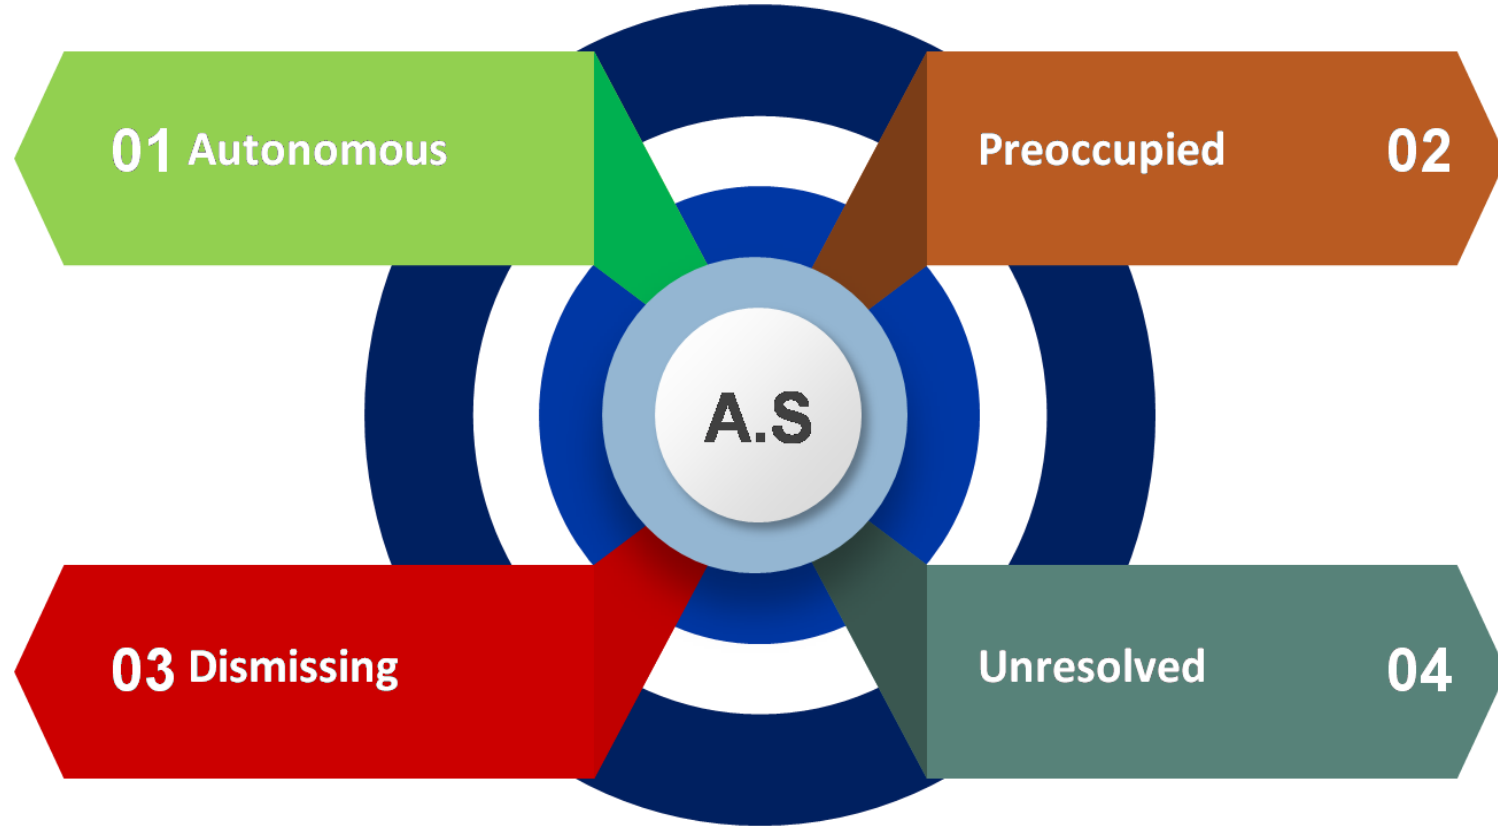 01 Autonomous
Preoccupied 02
A.S
03 Dismissing
Unresolved 04